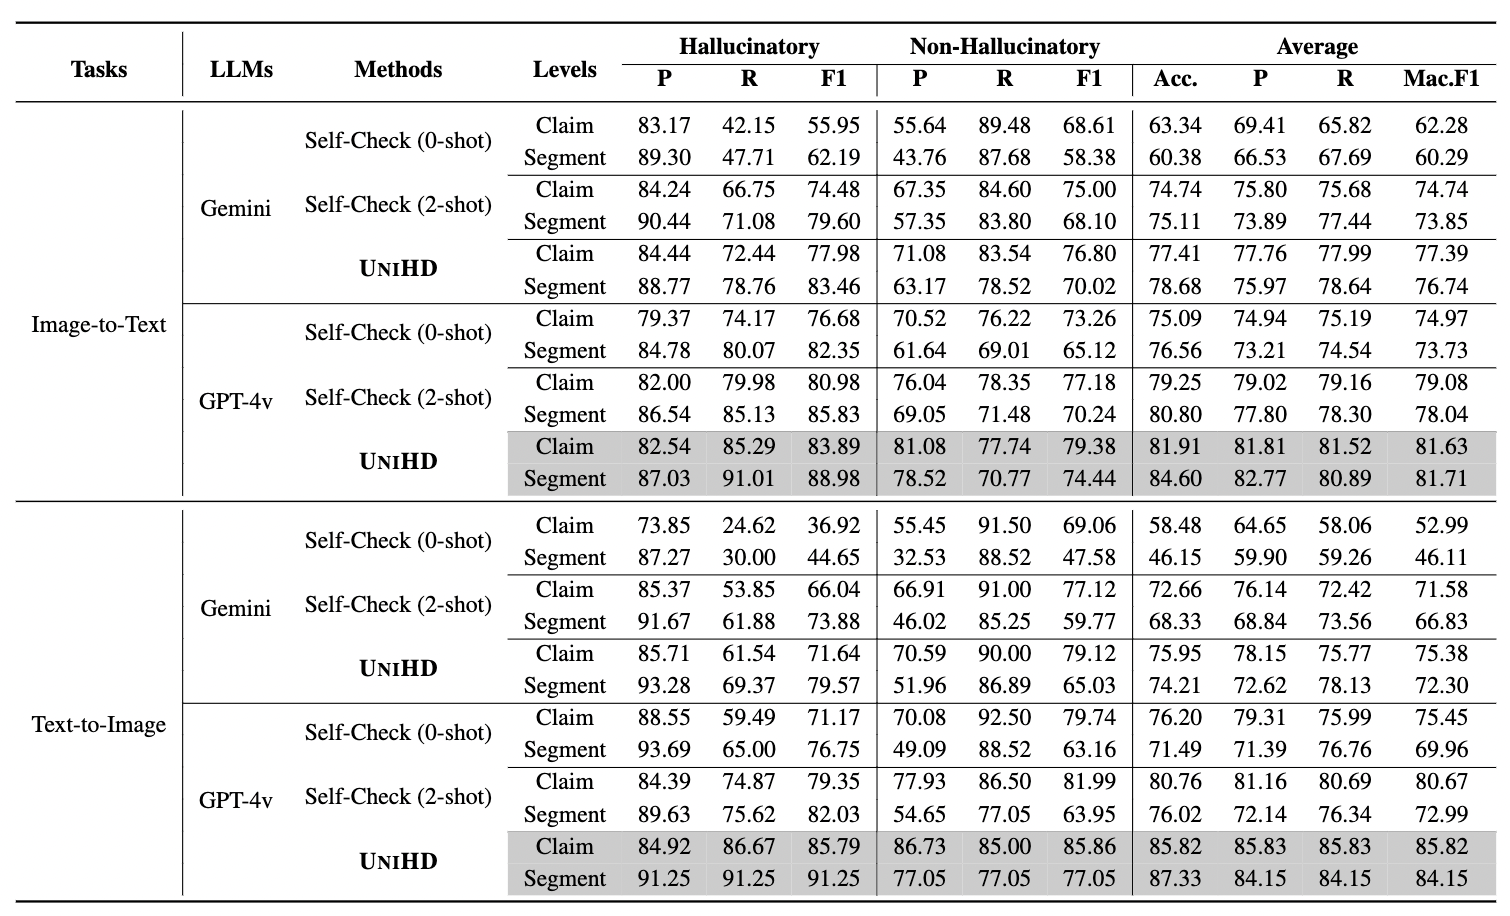 Tasks LLMs Methods Levels Hallucinatory Non-Hallucinatory Average
P R F1 P R F1 Acc. P R Mac.F1
Image-to-Text Gemini Self-Check (0-shot) Claim 83.17 42.15 55.95 55.64 89.48 68.61 63.34 69.41 65.82 62.28
Segment 89.30 47.71 62.19 43.76 87.68 58.38 60.38 66.53 67.69 60.29
Self-Check (2-shot) Claim 84.24 66.75 74.48 67.35 84.60 75.00 74.74 75.80 75.68 74.74
Segment 90.44 71.08 79.60 57.35 83.80 68.10 75.11 73.89 77.44 73.85
UNIHD Claim 84.44 72.44 77.98 71.08 83.54 76.80 77.41 77.76 77.99 77.39
Segment 88.77 78.76 83.46 63.17 78.52 70.02 78.68 75.97 78.64 76.74
GPT-4v Self-Check (0-shot) Claim 79.37 74.17 76.68 70.52 76.22 73.26 75.09 74.94 75.19 74.97
Segment 84.78 80.07 82.35 61.64 69.01 65.12 76.56 73.21 74.54 73.73
Self-Check (2-shot) Claim 82.00 79.98 80.98 76.04 78.35 77.18 79.25 79.02 79.16 79.08
Segment 86.54 85.13 85.83 69.05 71.48 70.24 80.80 77.80 78.30 78.04
UNIHD Claim 82.54 85.29 83.89 81.08 77.74 79.38 81.91 81.81 81.52 81.63
Segment 87.03 91.01 88.98 78.52 70.77 74.44 84.60 82.77 80.89 81.71
Text-to-Image Gemini Self-Check (0-shot) Claim 73.85 24.62 36.92 55.45 91.50 69.06 58.48 64.65 58.06 52.99
Segment 87.27 30.00 44.65 32.53 88.52 47.58 46.15 59.90 59.26 46.11
Self-Check (2-shot) Claim 85.37 53.85 66.04 66.91 91.00 77.12 72.66 76.14 72.42 71.58
Segment 91.67 61.88 73.88 46.02 85.25 59.77 68.33 68.84 73.56 66.83
UNIHD Claim 85.71 61.54 71.64 70.59 90.00 79.12 75.95 78.15 75.77 75.38
Segment 93.28 69.37 79.57 51.96 86.89 65.03 74.21 72.62 78.13 72.30
GPT-4v Self-Check (0-shot) Claim 88.55 59.49 71.17 70.08 92.50 79.74 76.20 79.31 75.99 75.45
Segment 93.69 65.00 76.75 49.09 88.52 63.16 71.49 71.39 76.76 69.96
Self-Check (2-shot) Claim 84.39 74.87 79.35 77.93 86.50 81.99 80.76 81.16 80.69 80.67
Segment 89.63 75.62 82.03 54.65 77.05 63.95 76.02 72.14 76.34 72.99
UNIHD Claim 84.92 86.67 85.79 86.73 85.00 85.86 85.82 85.83 85.83 85.82
Segment 91.25 91.25 91.25 77.05 77.05 77.05 87.33 84.15 84.15 84.15